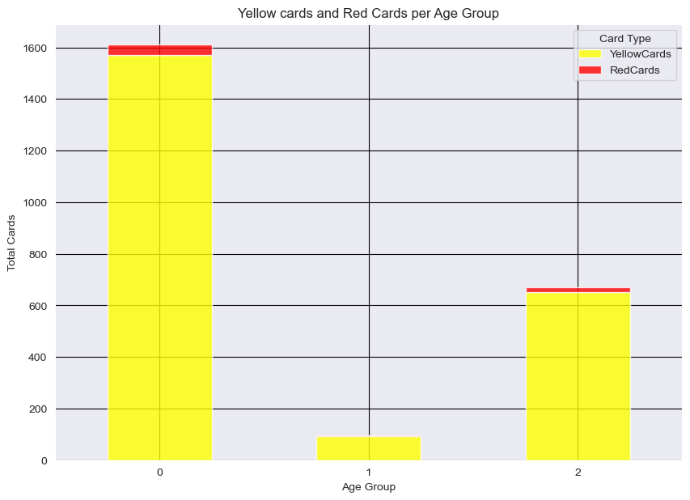 Yellow cards and Red Cards per Age Group
Card Type
YellowCards
RedCards
1600
1400
1200
1000
800
600
400
200
0
Total Cards
0 1 2
Age Group